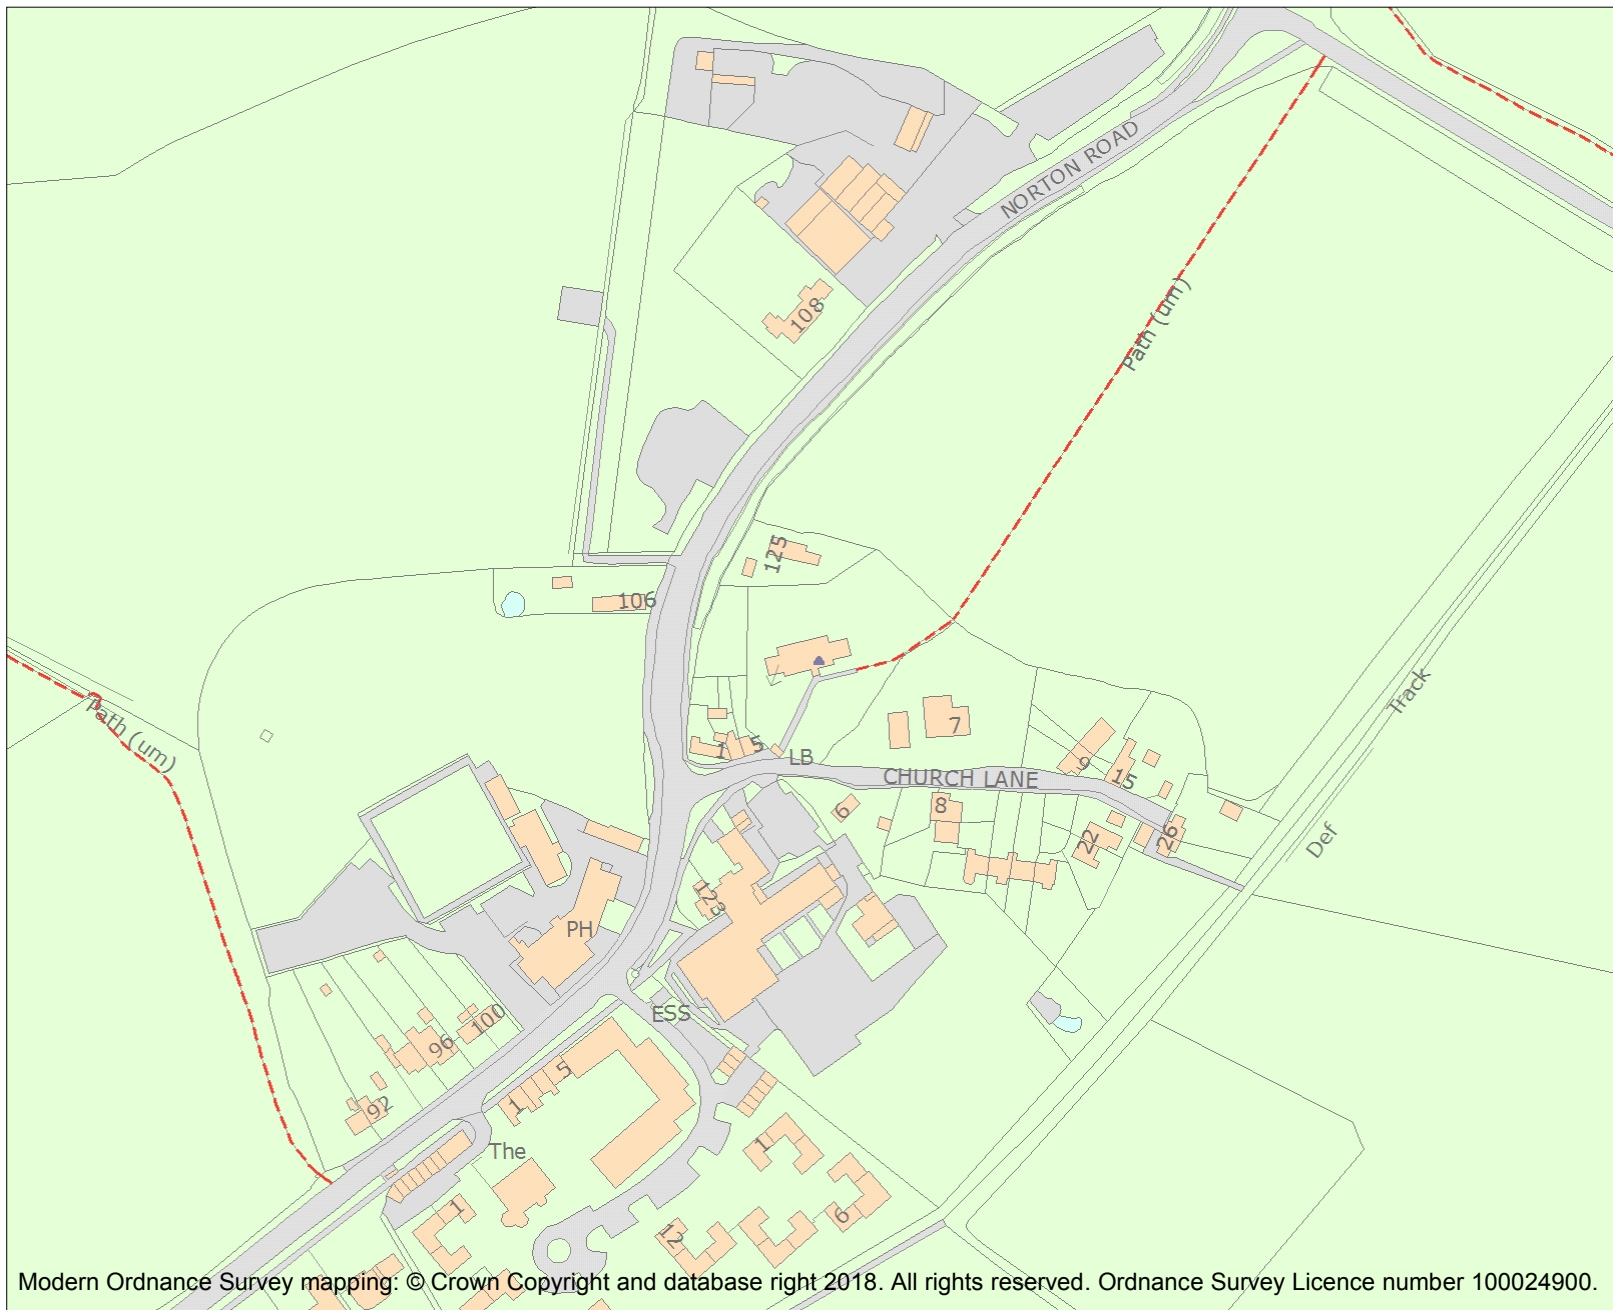 NORTON ROAD
Path (um)
108
125
106
Track
Path (um)
7
1
5
LB
9
CHURCH LANE
15
6
8
22
26
Def
123
PH
ESS
100
96
5
1
92
The
1
1
6
12
Modern Ordnance Survey mapping: © Crown Copyright and database right 2018. All rights reserved. Ordnance Survey Licence number 100024900.